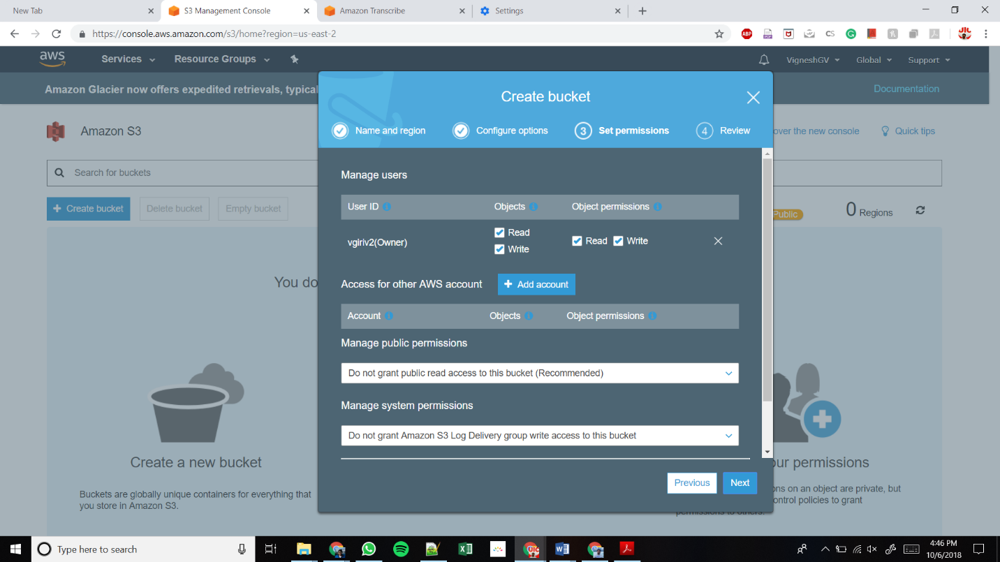 New Tab
S3 Management Console
Amazon Transcribe
Settings
https://console.aws.amazon.com/s3/home?region=us-east-2
ABP
PDF
CS
JIC
aws
Services
Resource Groups
VigneshGV
Global
Support
Amazon Glacier now offers expedited retrievals, typical
Documentation
Create bucket
Name and region
Configure options
3 Set permissions
4 Review
Amazon S3
over the new console
Quick tips
Search for buckets
Create bucket
Delete bucket
Empty bucket
Public
0 Regions
Manage users
User ID
Objects
Object permissions
vgiriv2(Owner)
Read
Write
Read
Write
Access for other AWS account
Add account
Account
Objects
Object permissions
Manage public permissions
Do not grant public read access to this bucket (Recommended)
Manage system permissions
Do not grant Amazon S3 Log Delivery group write access to this bucket
Previous
Next
You do
Create a new bucket
Buckets are globally unique containers for everything that
you store in Amazon S3.
our permissions
ons on an object are private, but
ontrol policies to grant
permissions to others.
Type here to search
4:46 PM
10/6/2018